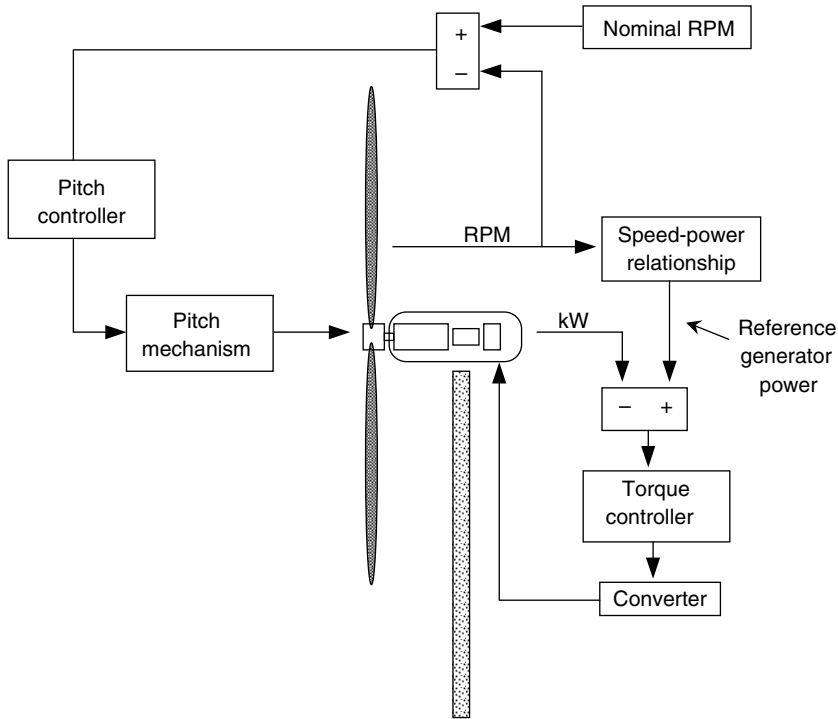 +
Nominal RPM
–
Pitch
controller
RPM
Speed-power
relationship
Pitch
mechanism
kW
Reference
generator
power
– +
Torque
controller
Converter